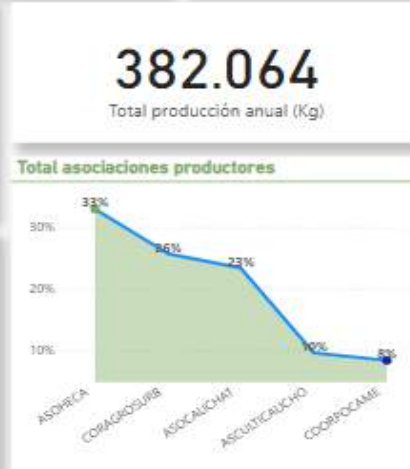 382.064
Total producción anual (Kg)
Total asociaciones productores
33%
30%
26%
23%
20%
10%
10%
8%
ASOHECA
CORAGROSURB
ASOCAUCHAT
ASCULTICAUCHO
COORPOCAME